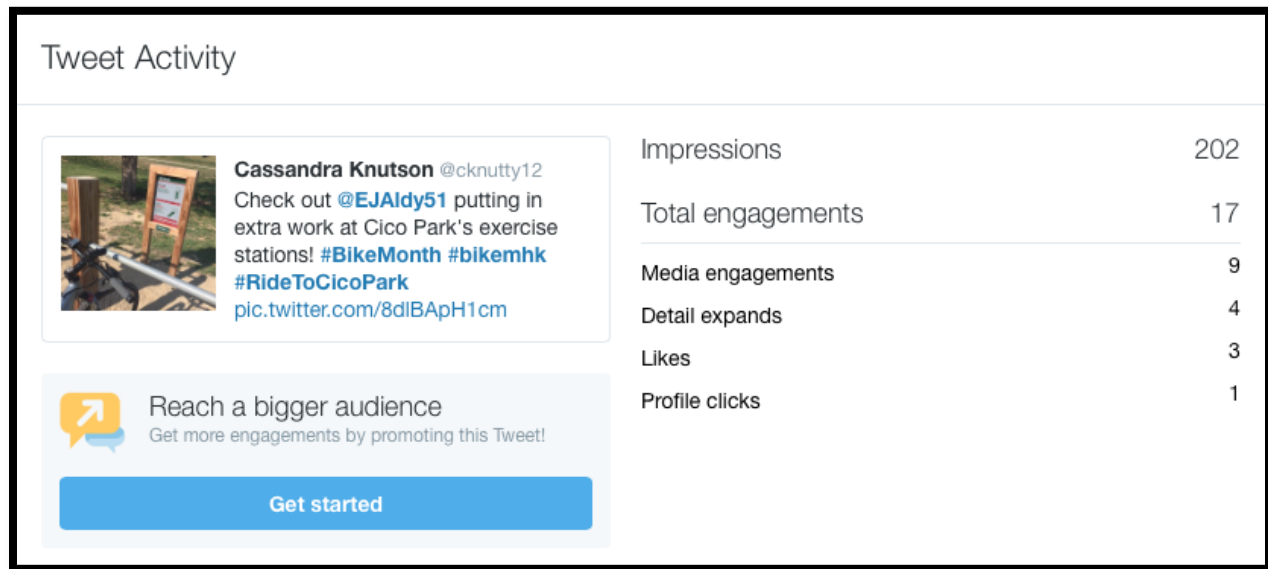 Tweet Activity
Cassandra Knutson @cknutty12
Check out @EJAldy51 putting in
extra work at Cico Park's exercise
stations! #BikeMonth #bikemhk
#RideToCicoPark
pic.twitter.com/8dlBApH1cm
Reach a bigger audience
Get more engagements by promoting this Tweet!
Get started
Impressions 202
Total engagements 17
Media engagements 9
Detail expands 4
Likes 3
Profile clicks 1